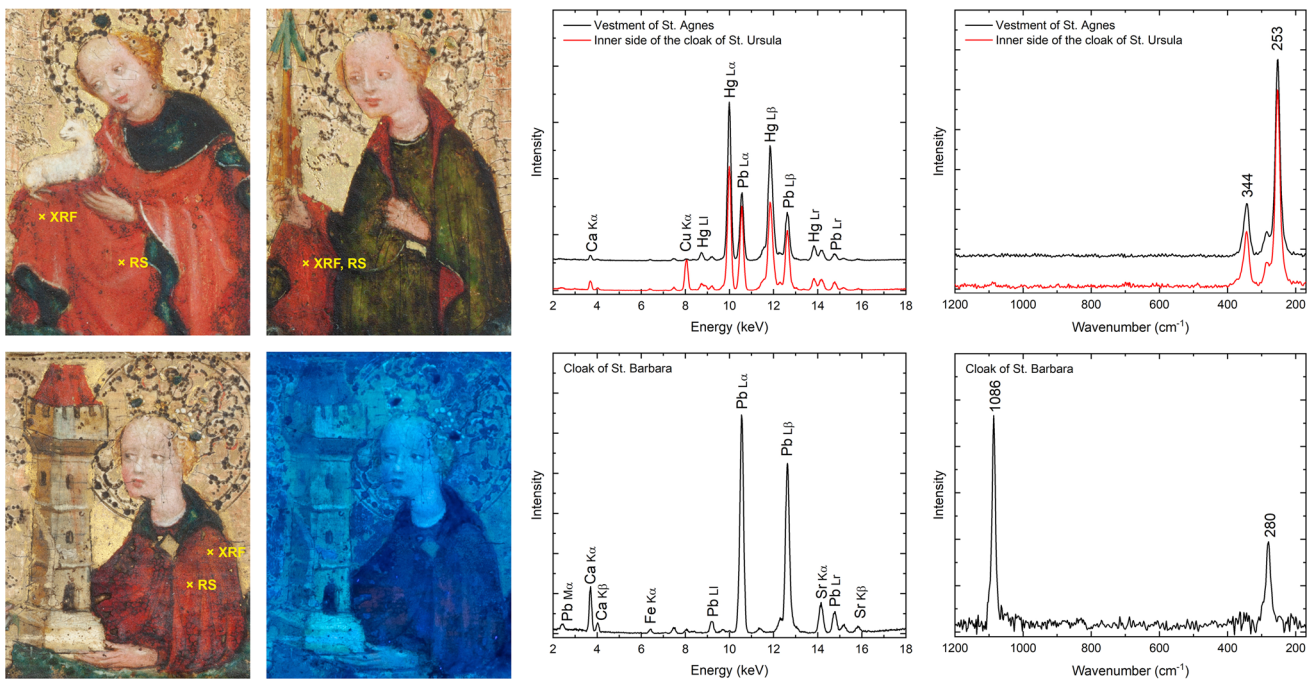 × XRF
× RS
× XRF, RS
Vestment of St. Agnes
Inner side of the cloak of St. Ursula
Intensity
Ca Kα
Cu Kα
Hg Ll
Hg Lα
Pb Lα
Hg Lβ
Pb Lβ
Hg Lr
Pb Lr
2 4 6 8 10 12 14 16 18
Energy (keV)
Vestment of St. Agnes
Inner side of the cloak of St. Ursula
Intensity
344
253
1200 1000 800 600 400 200
Wavenumber (cm-1)
× XRF
× RS
Cloak of St. Barbara
Intensity
Pb Mα
Ca Kα
Ca Kβ
Fe Kα
Pb Ll
Pb Lα
Pb Lβ
Sr Kα
Pb Lr
Sr Kβ
2 4 6 8 10 12 14 16 18
Energy (keV)
Cloak of St. Barbara
Intensity
1086
280
1200 1000 800 600 400 200
Wavenumber (cm-1)